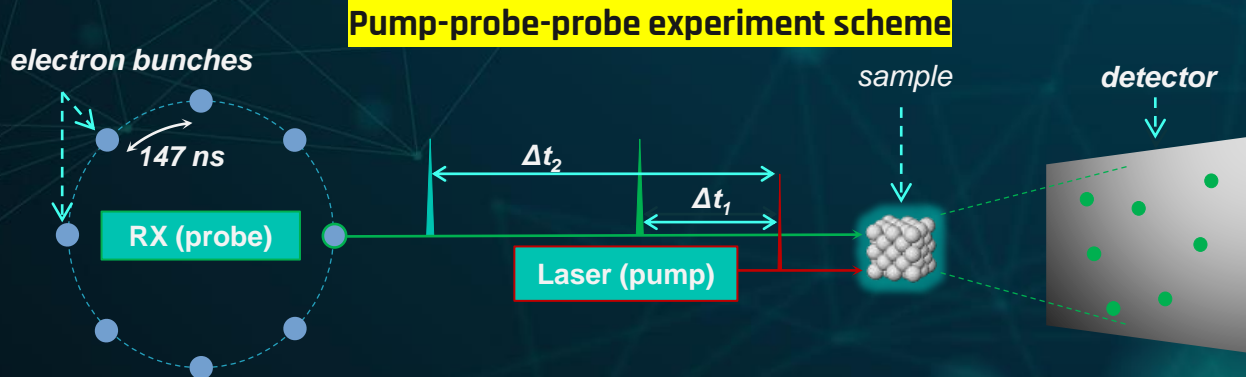 Pump-probe-probe experiment scheme
electron bunches
sample
detector
147 ns
Δt₂
Δt₁
RX (probe)
Laser (pump)